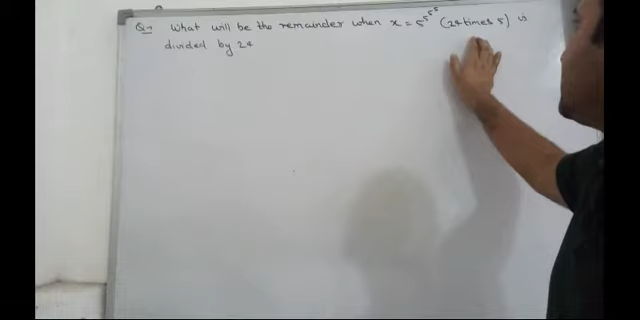 Q:- What will be the remainder when x = 5^5^5^5 (24 times 5) is
divided by 24